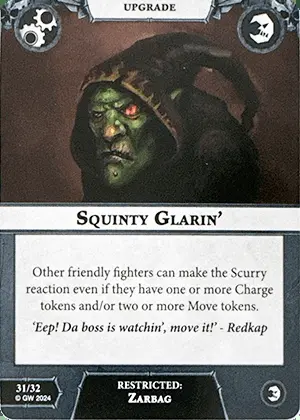 UPGRADE
SQUINTY GLARIN’
Other friendly fighters can make the Scurry
reaction even if they have one or more Charge
tokens and/or two or more Move tokens.
‘Eep! Da boss is watchin’, move it!’ - Redkap
31/32
© GW 2024
RESTRICTED:
ZARBAG